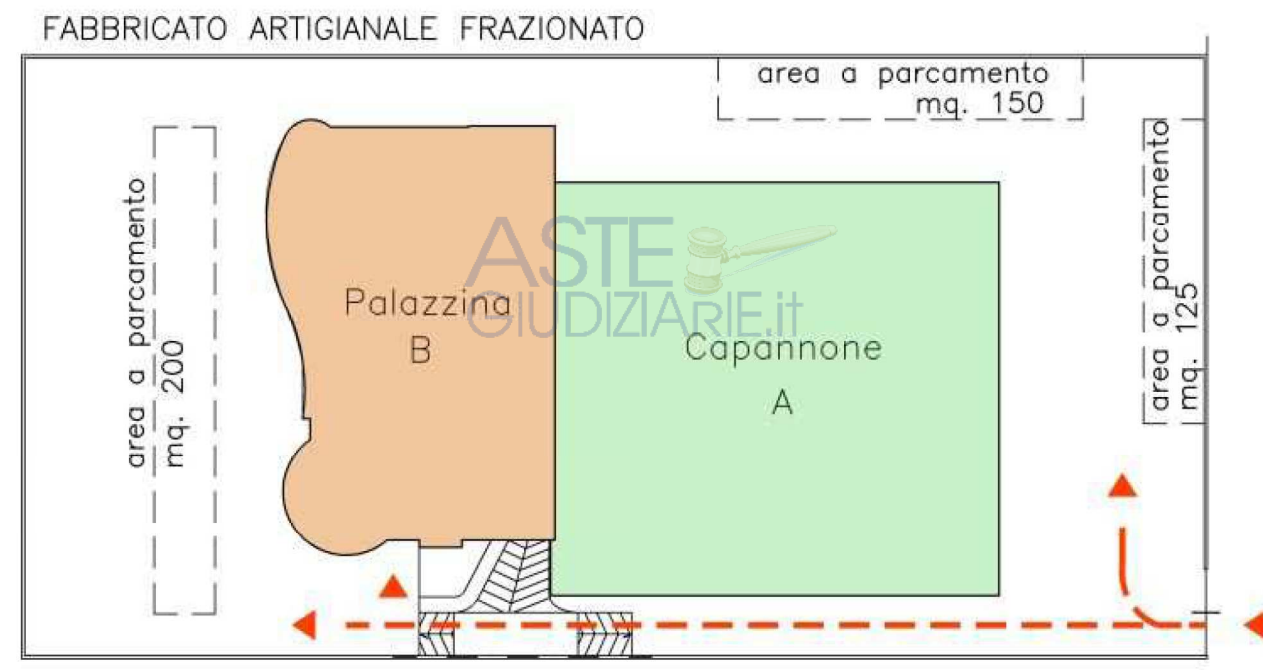 FABBRICATO ARTIGIANALE FRAZIONATO
area a parcamento
mq. 150
area a parcamento
mq. 200
area a parcamento
mq. 125
Palazzina
B
Capannone
A
ASTE
GIUDIZIARIE.it